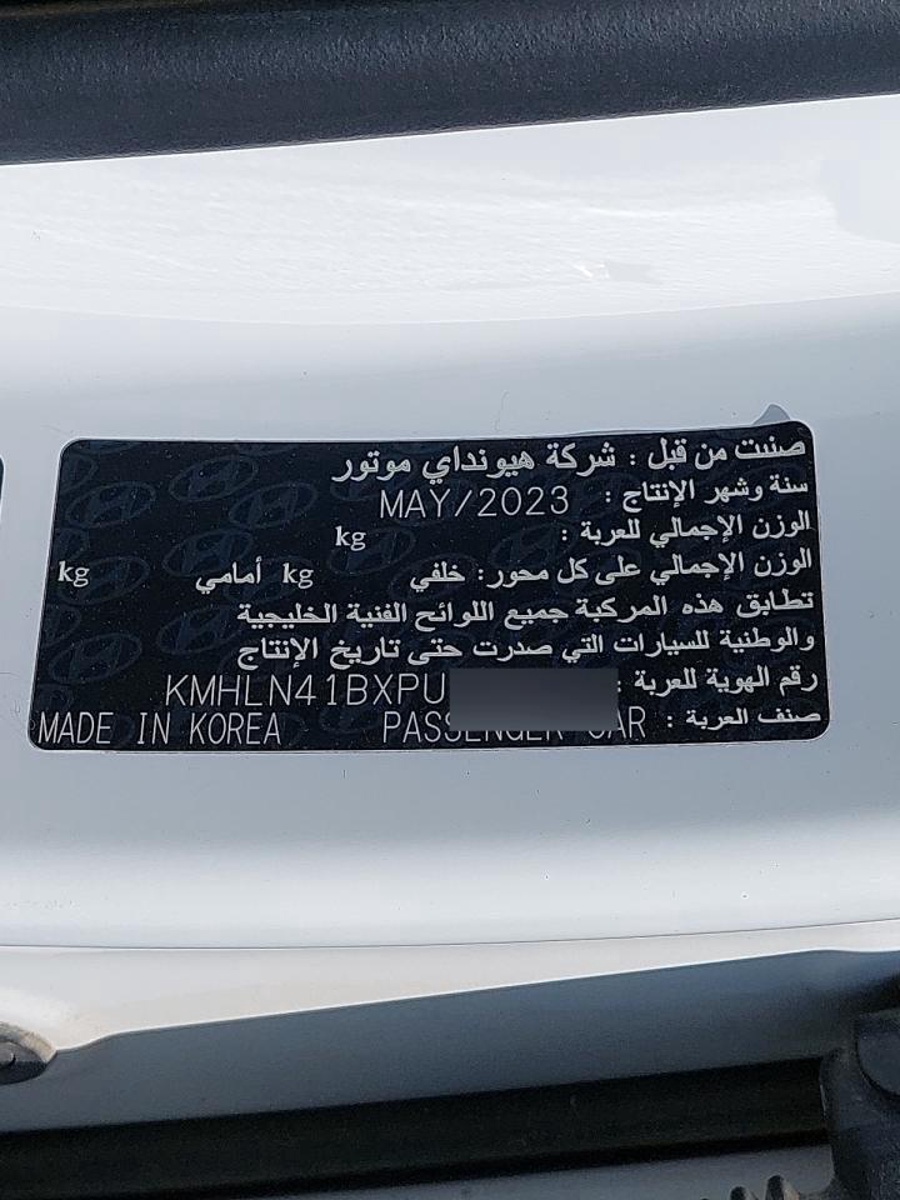 صنعت من قبل : شركة هيونداي موتور
سنة وشهر الإنتاج : MAY/2023
الوزن الإجمالي للعربة : kg
الوزن الإجمالي على كل محور: خلفي kg أمامي kg
تطابق هذه المركبة جميع اللوائح الفنية الخليجية
والوطنية للسيارات التي صدرت حتى تاريخ الإنتاج
رقم الهوية للعربة : KMHLN41BXPU
صنف العربة : PASSENGER CAR MADE IN KOREA